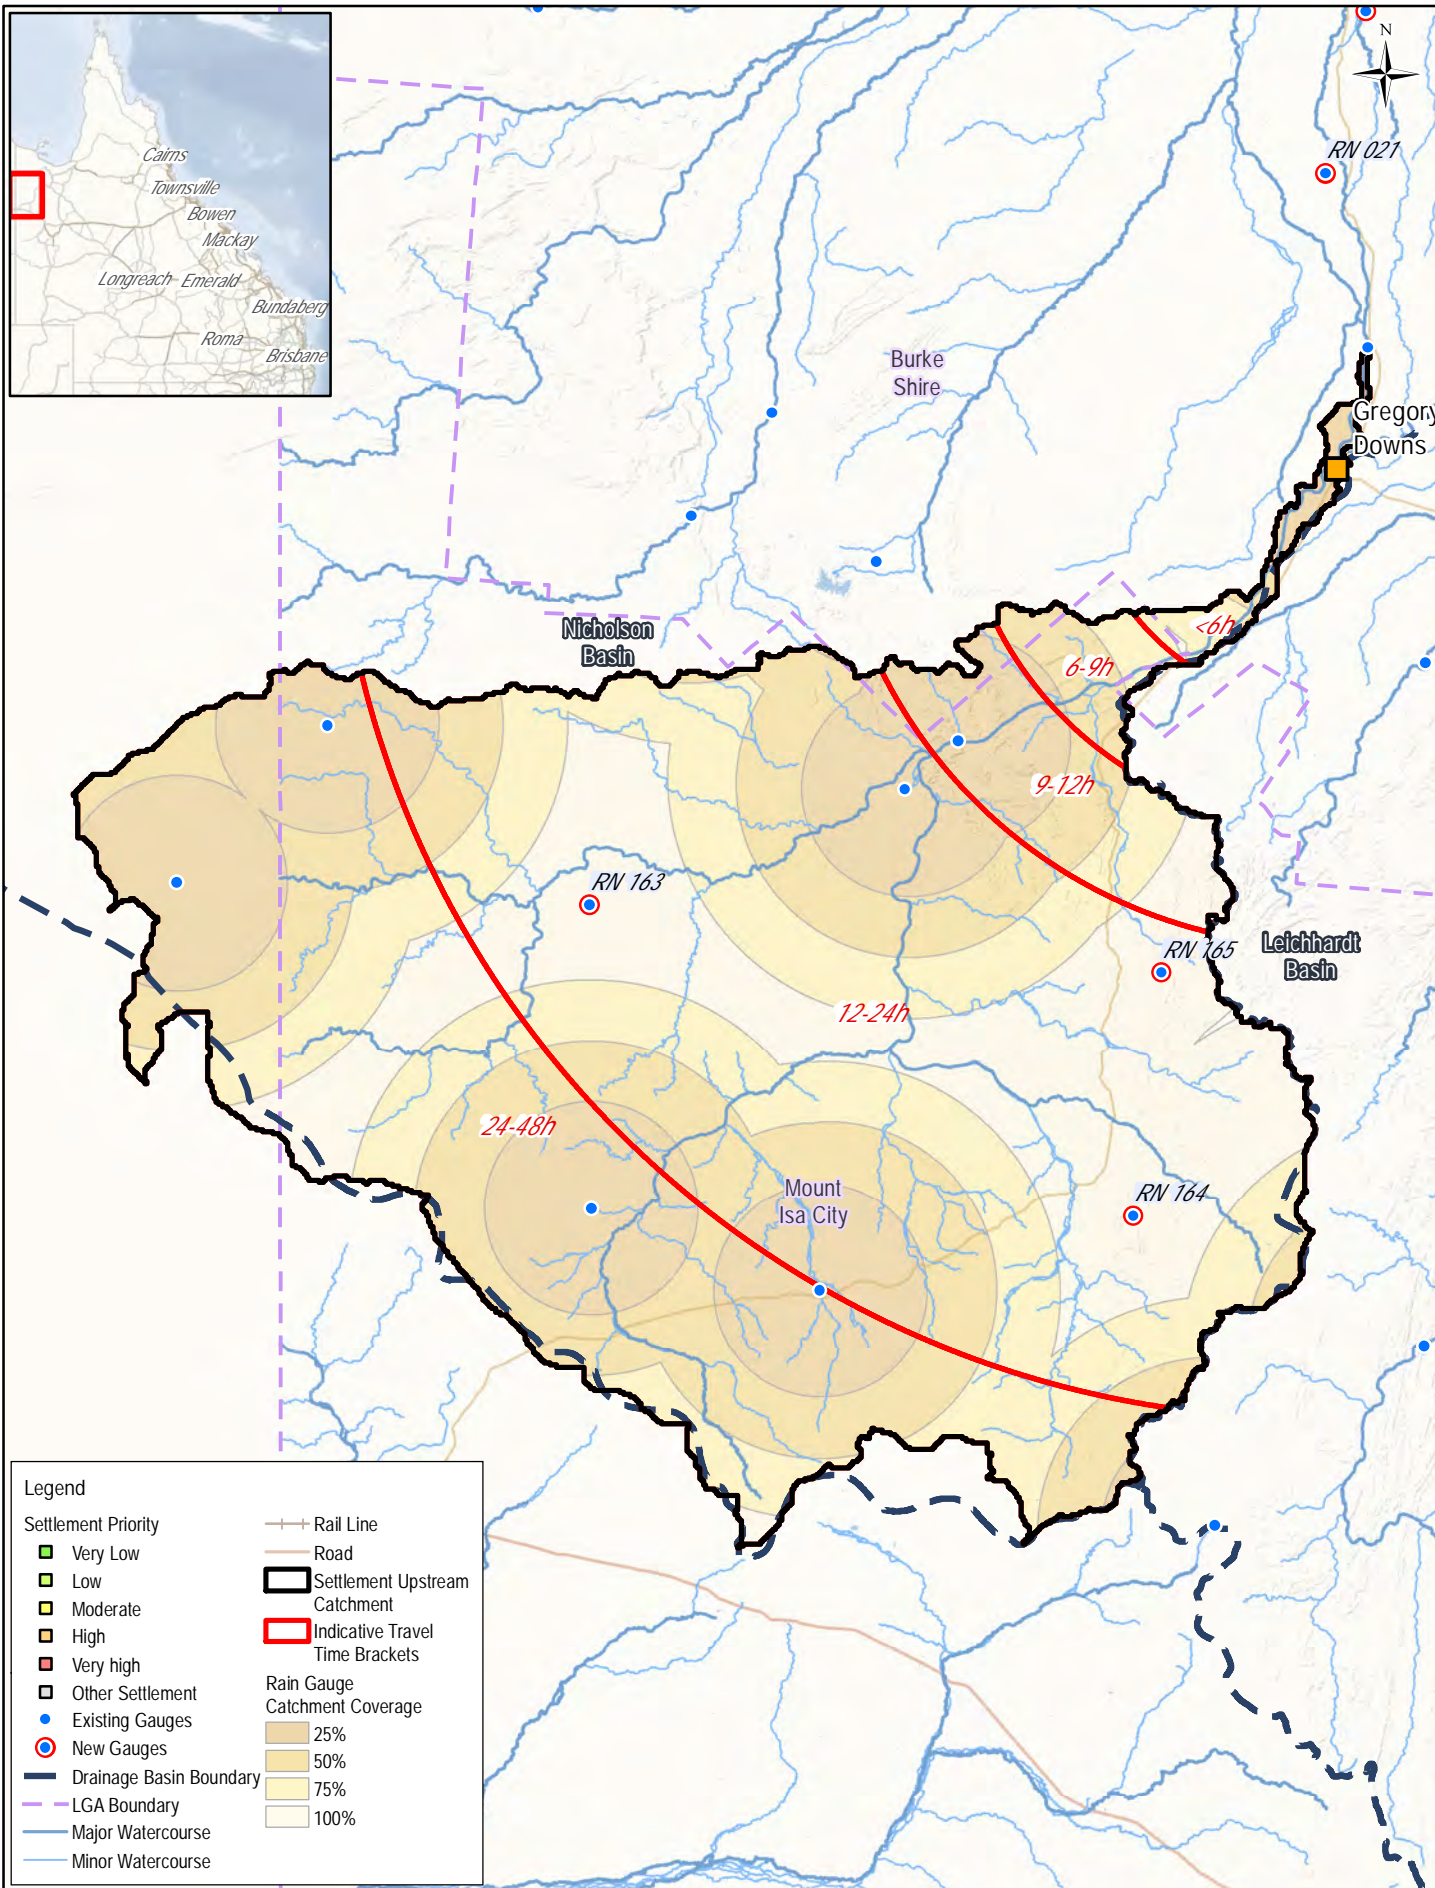 Cairns
Townsville
Bowen
Mackay
Longreach
Emerald
Bundaberg
Roma
Brisbane
N
RN 021
Burke
Shire
Gregory
Downs
Nicholson
Basin
<6h
6-9h
9-12h
RN 163
RN 165
Leichhardt
Basin
12-24h
24-48h
Mount
Isa City
RN 164
Legend
Settlement Priority
Very Low
Low
Moderate
High
Very high
Other Settlement
Existing Gauges
New Gauges
Drainage Basin Boundary
LGA Boundary
Major Watercourse
Minor Watercourse
Rail Line
Road
Settlement Upstream
Catchment
Indicative Travel
Time Brackets
Rain Gauge
Catchment Coverage
25%
50%
75%
100%